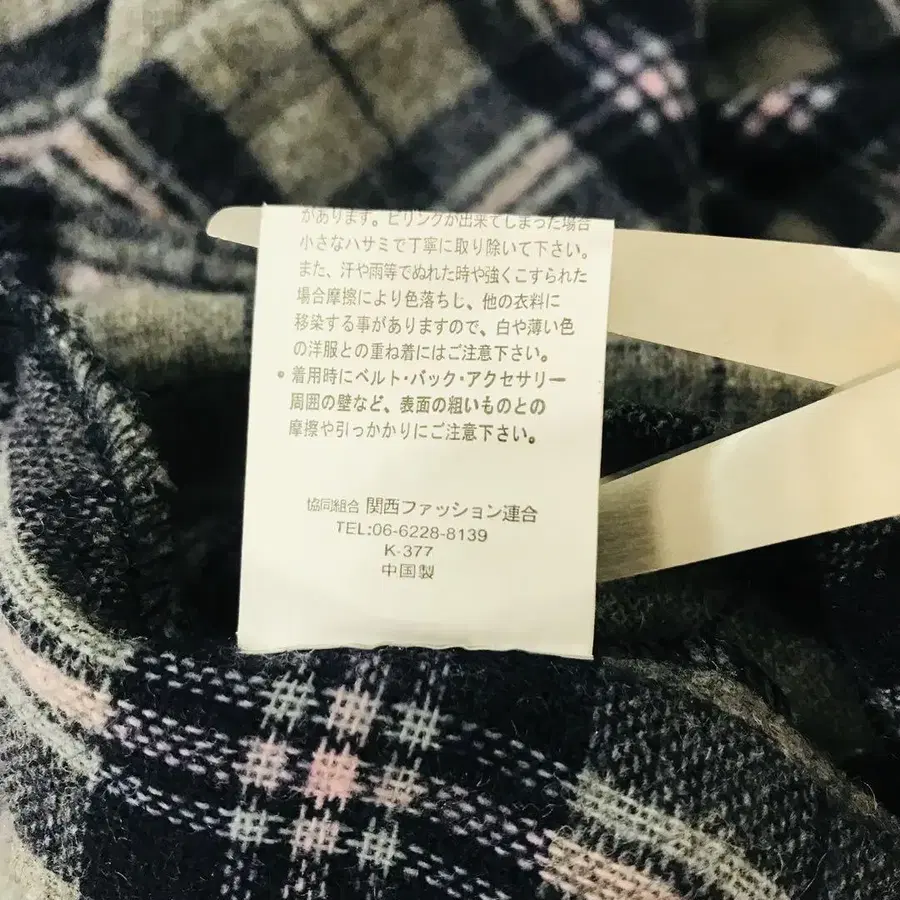 があります。ピリングが出来てしまった場合
小さなハサミで丁寧に取り除いて下さい。
また、汗や雨等でぬれた時や強くこすられた
場合摩擦により色落ちし、他の衣料に
移染する事がありますので、白や薄い色
の洋服との重ね着にはご注意下さい。
• 着用時にベルト・バック・アクセサリー
周囲の壁など、表面の粗いものとの
摩擦や引っかかりにご注意下さい。
協同組合 関西ファッション連合
TEL:06-6228-8139
K-377
中国製